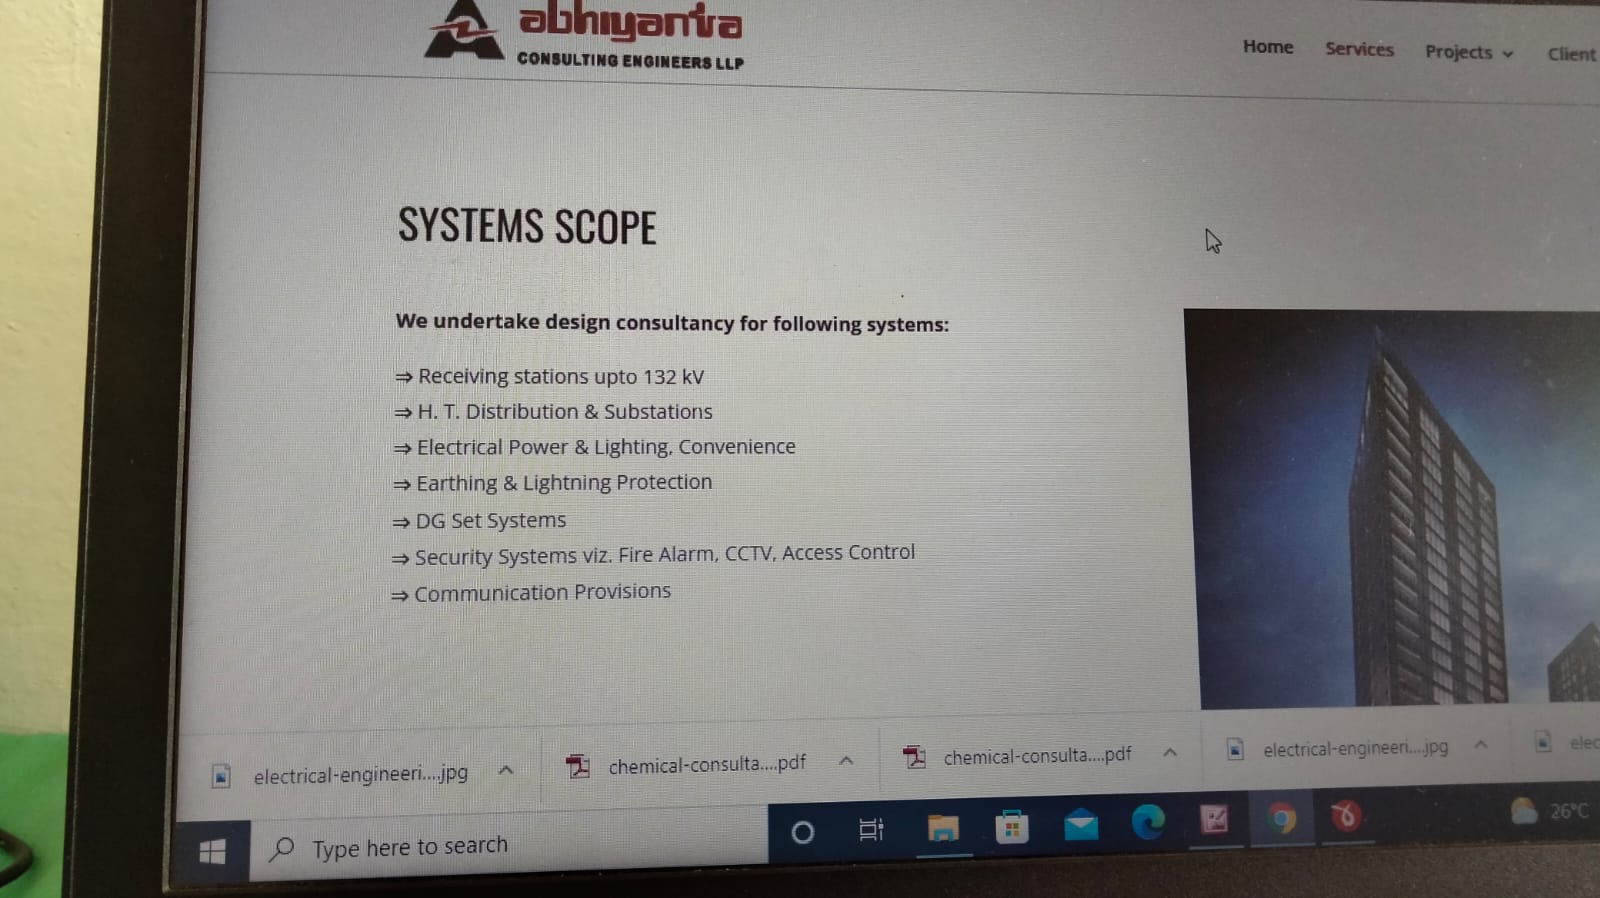 abhiyantra
CONSULTING ENGINEERS LLP
Home Services Projects Client
SYSTEMS SCOPE
We undertake design consultancy for following systems:
⇒ Receiving stations upto 132 kV
⇒ H. T. Distribution & Substations
⇒ Electrical Power & Lighting, Convenience
⇒ Earthing & Lightning Protection
⇒ DG Set Systems
⇒ Security Systems viz. Fire Alarm, CCTV, Access Control
⇒ Communication Provisions
electrical-engineeri....jpg chemical-consulta....pdf chemical-consulta....pdf electrical-engineeri....jpg elec
Type here to search 26°C